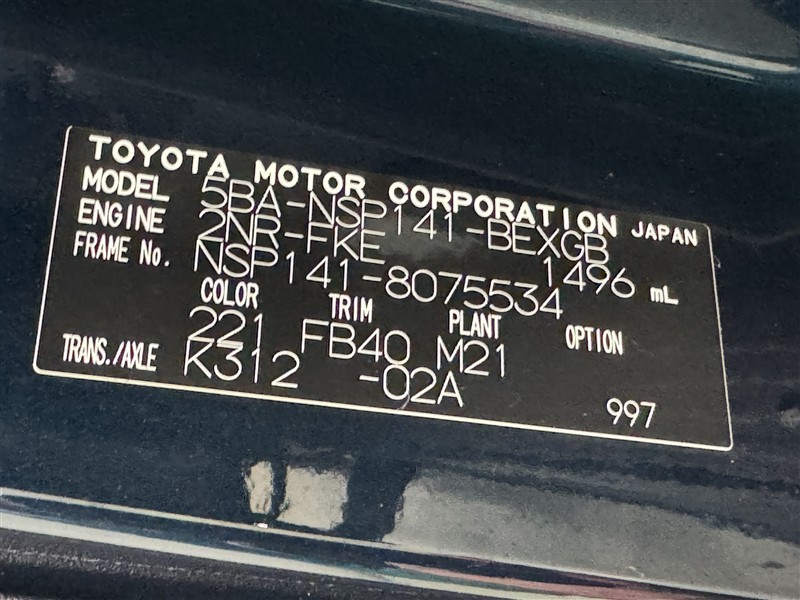 TOYOTA MOTOR CORPORATION JAPAN
MODEL 5BA-NSP141-BEXGB
ENGINE 2NR-FKE 1496 mL
FRAME No. NSP141-8075534
COLOR TRIM PLANT OPTION
221 FB40 M21
TRANS./AXLE K312 -02A
997